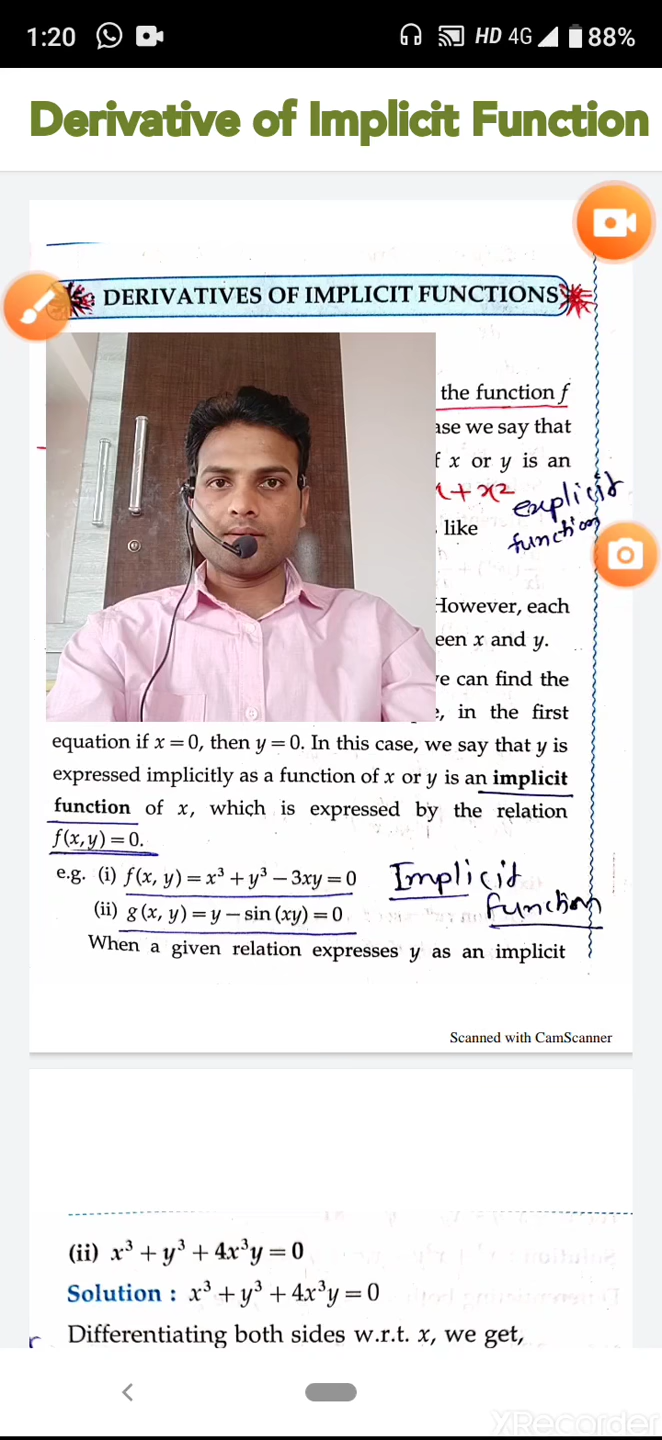 1:20 HD 4G 88%
Derivative of Implicit Function
DERIVATIVES OF IMPLICIT FUNCTIONS
the function f
ase we say that
f x or y is an
x + x2 explicit
like function
However, each
een x and y.
e can find the
, in the first
equation if x = 0, then y = 0. In this case, we say that y is
expressed implicitly as a function of x or y is an implicit
function of x, which is expressed by the relation
f(x,y) = 0.
e.g. (i) f(x, y) = x³ + y³ – 3xy = 0 Implicit
(ii) g(x, y) = y – sin (xy) = 0 function
When a given relation expresses y as an implicit
Scanned with CamScanner
(ii) x³ + y³ + 4x³y = 0
Solution : x³ + y³ + 4x³y = 0
Differentiating both sides w.r.t. x, we get,
XRecorder